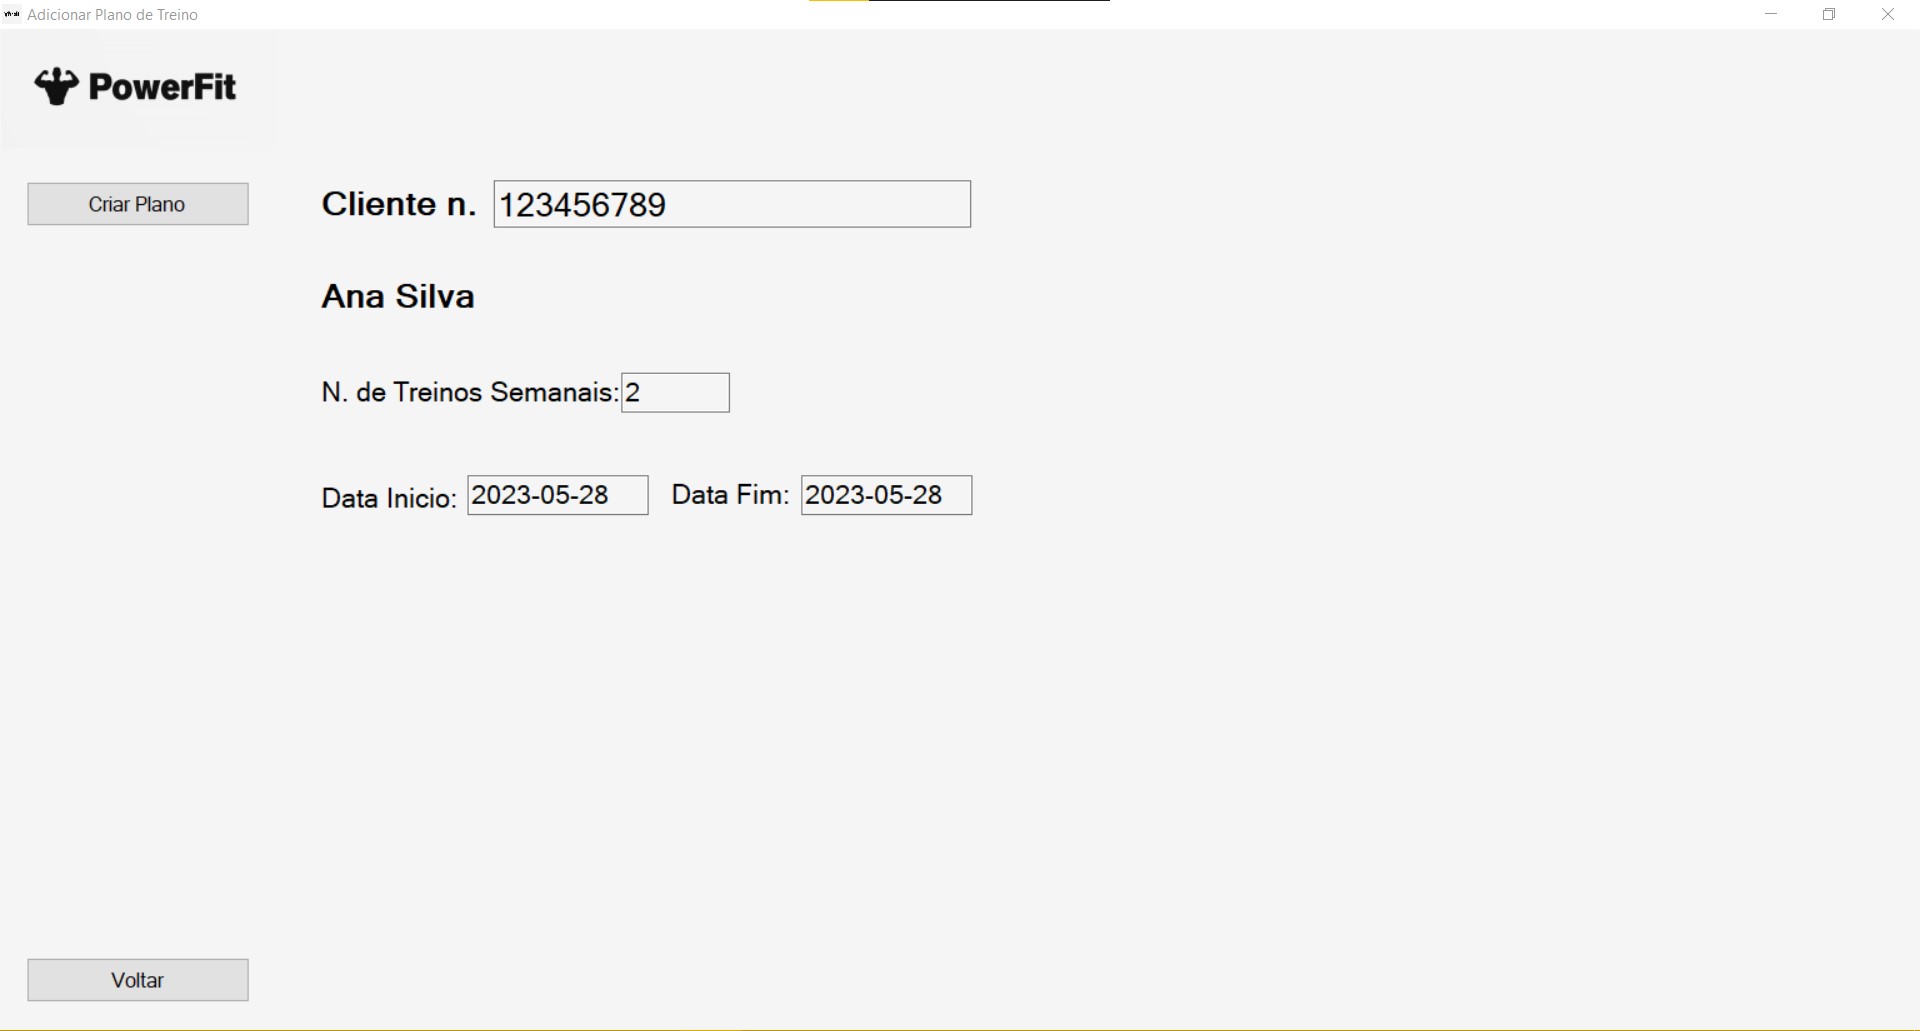 Adicionar Plano de Treino
PowerFit
Criar Plano
Cliente n. 123456789
Ana Silva
N. de Treinos Semanais: 2
Data Inicio: 2023-05-28 Data Fim: 2023-05-28
Voltar